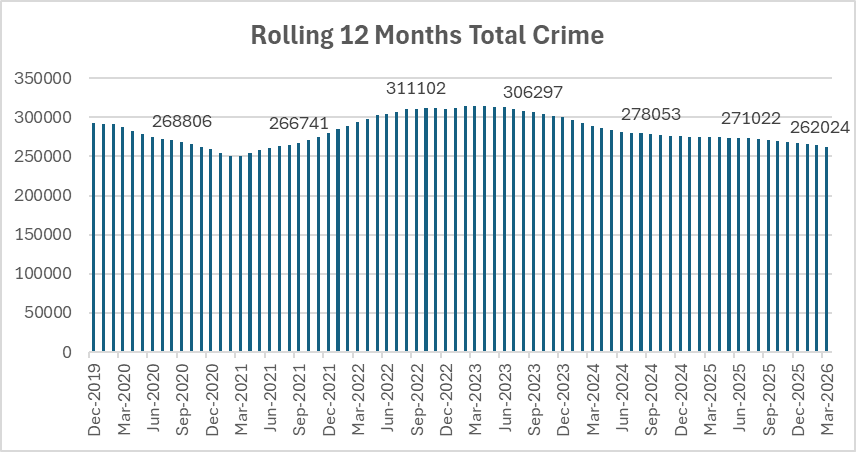 Rolling 12 Months Total Crime
350000
300000
250000
200000
150000
100000
50000
0
268806
266741
311102
306297
278053
271022
262024
Dec-2019
Mar-2020
Jun-2020
Sep-2020
Dec-2020
Mar-2021
Jun-2021
Sep-2021
Dec-2021
Mar-2022
Jun-2022
Sep-2022
Dec-2022
Mar-2023
Jun-2023
Sep-2023
Dec-2023
Mar-2024
Jun-2024
Sep-2024
Dec-2024
Mar-2025
Jun-2025
Sep-2025
Dec-2025
Mar-2026